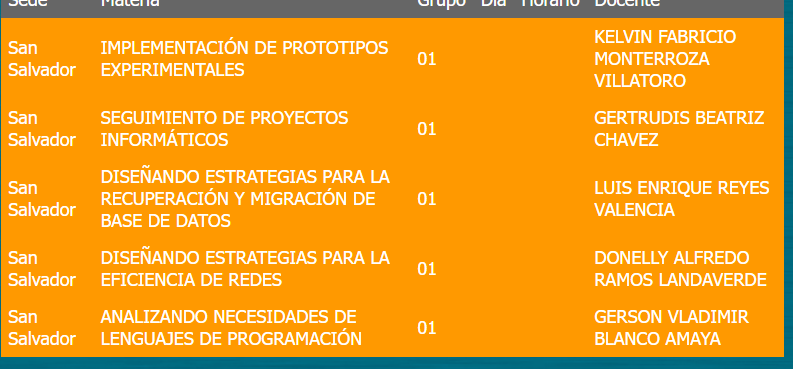 Sede Materia Grupo Día Horario Docente
San Salvador IMPLEMENTACIÓN DE PROTOTIPOS EXPERIMENTALES 01 KELVIN FABRICIO MONTERROZA VILLATORO
San Salvador SEGUIMIENTO DE PROYECTOS INFORMÁTICOS 01 GERTRUDIS BEATRIZ CHAVEZ
San Salvador DISEÑANDO ESTRATEGIAS PARA LA RECUPERACIÓN Y MIGRACIÓN DE BASE DE DATOS 01 LUIS ENRIQUE REYES VALENCIA
San Salvador DISEÑANDO ESTRATEGIAS PARA LA EFICIENCIA DE REDES 01 DONELLY ALFREDO RAMOS LANDAVERDE
San Salvador ANALIZANDO NECESIDADES DE LENGUAJES DE PROGRAMACIÓN 01 GERSON VLADIMIR BLANCO AMAYA